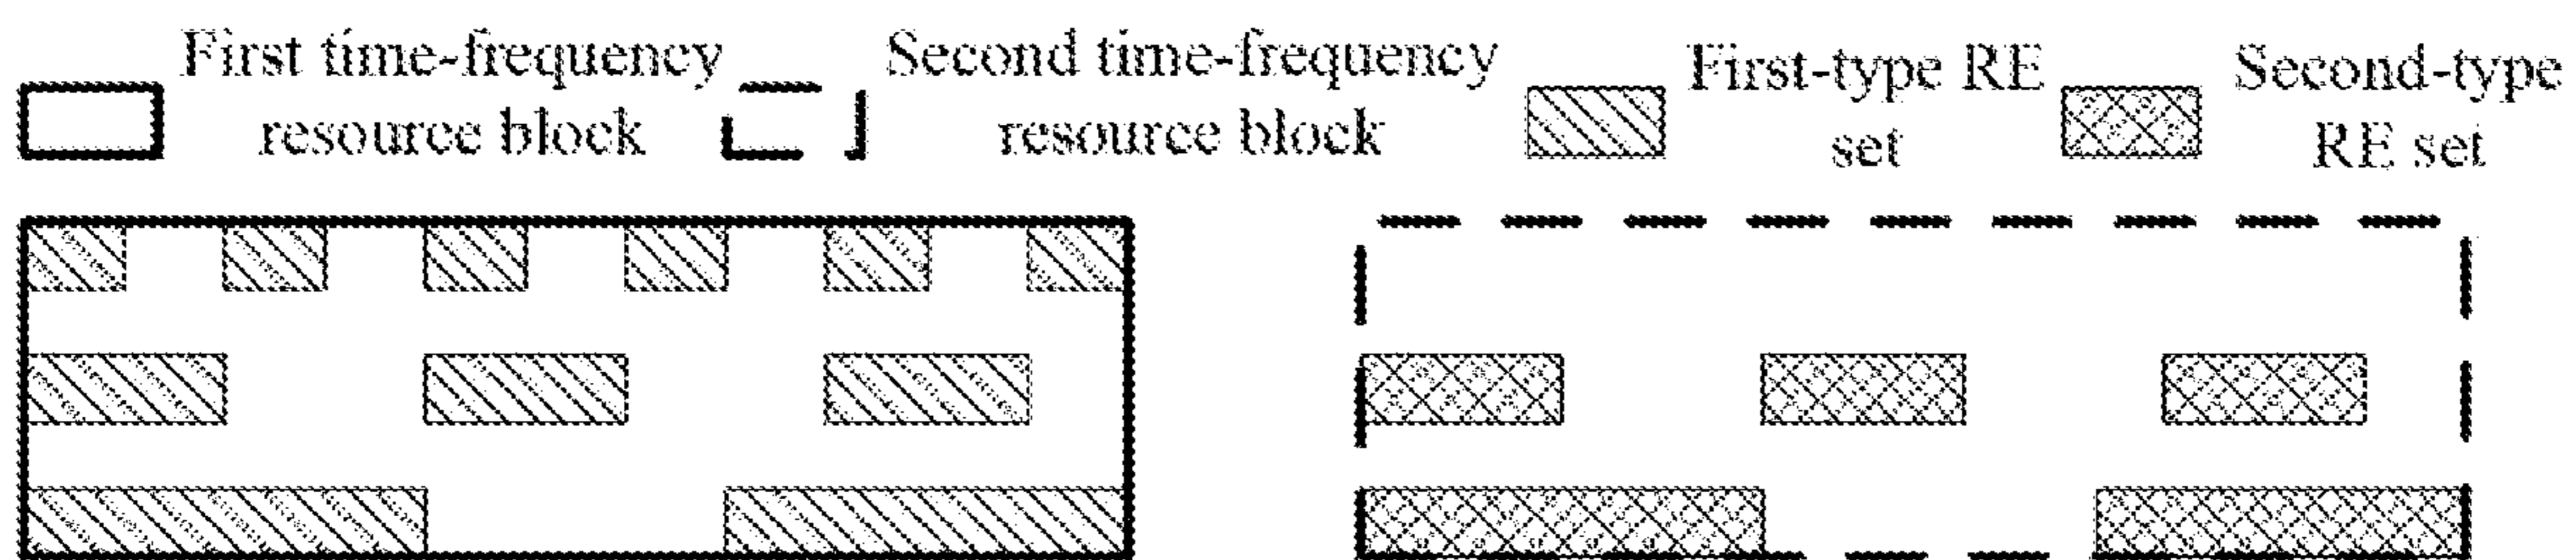 First time-frequency
resource block
Second time-frequency
resource block
First-type RE
set
Second-type
RE set